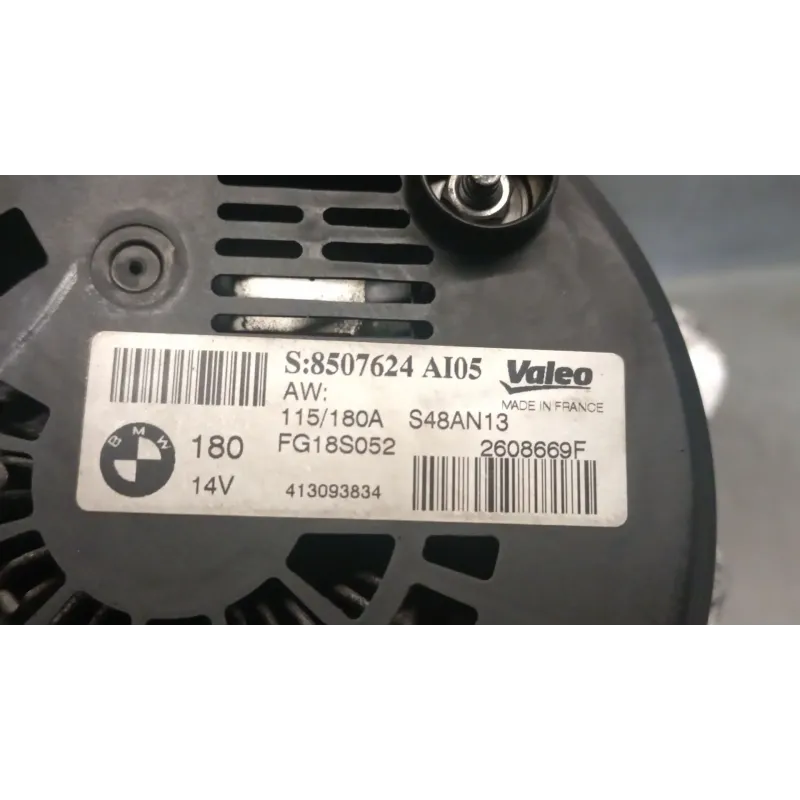 S:8507624 AI05 Valeo
AW: MADE IN FRANCE
115/180A S48AN13
BMW 180 FG18S052 2608669F
14V 413093834